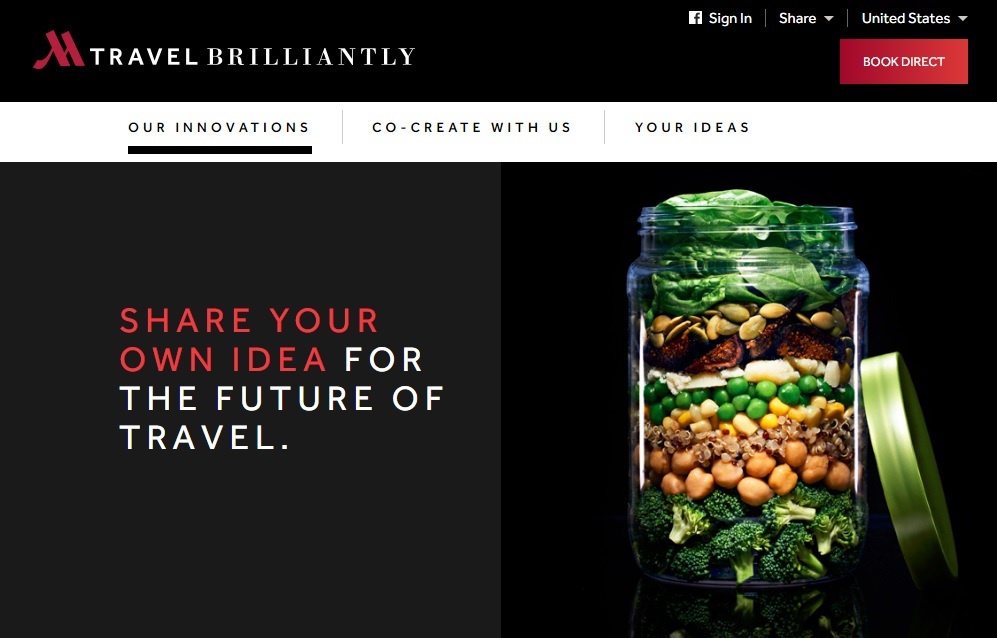 Sign In
Share
United States
TRAVEL BRILLIANTLY
BOOK DIRECT
OUR INNOVATIONS
CO-CREATE WITH US
YOUR IDEAS
SHARE YOUR
OWN IDEA FOR
THE FUTURE OF
TRAVEL.